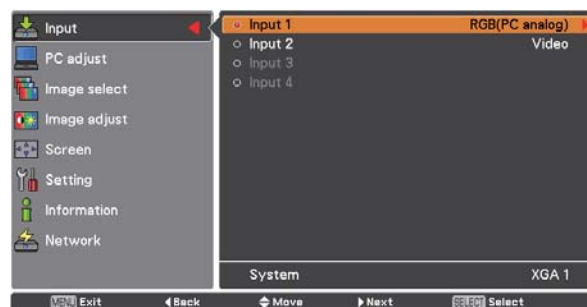 Input
PC adjust
Image select
Image adjust
Screen
Setting
Information
Network
Input 1 RGB(PC analog)
Input 2 Video
Input 3
Input 4
System XGA 1
MENU Exit Back Move Next SELECT Select